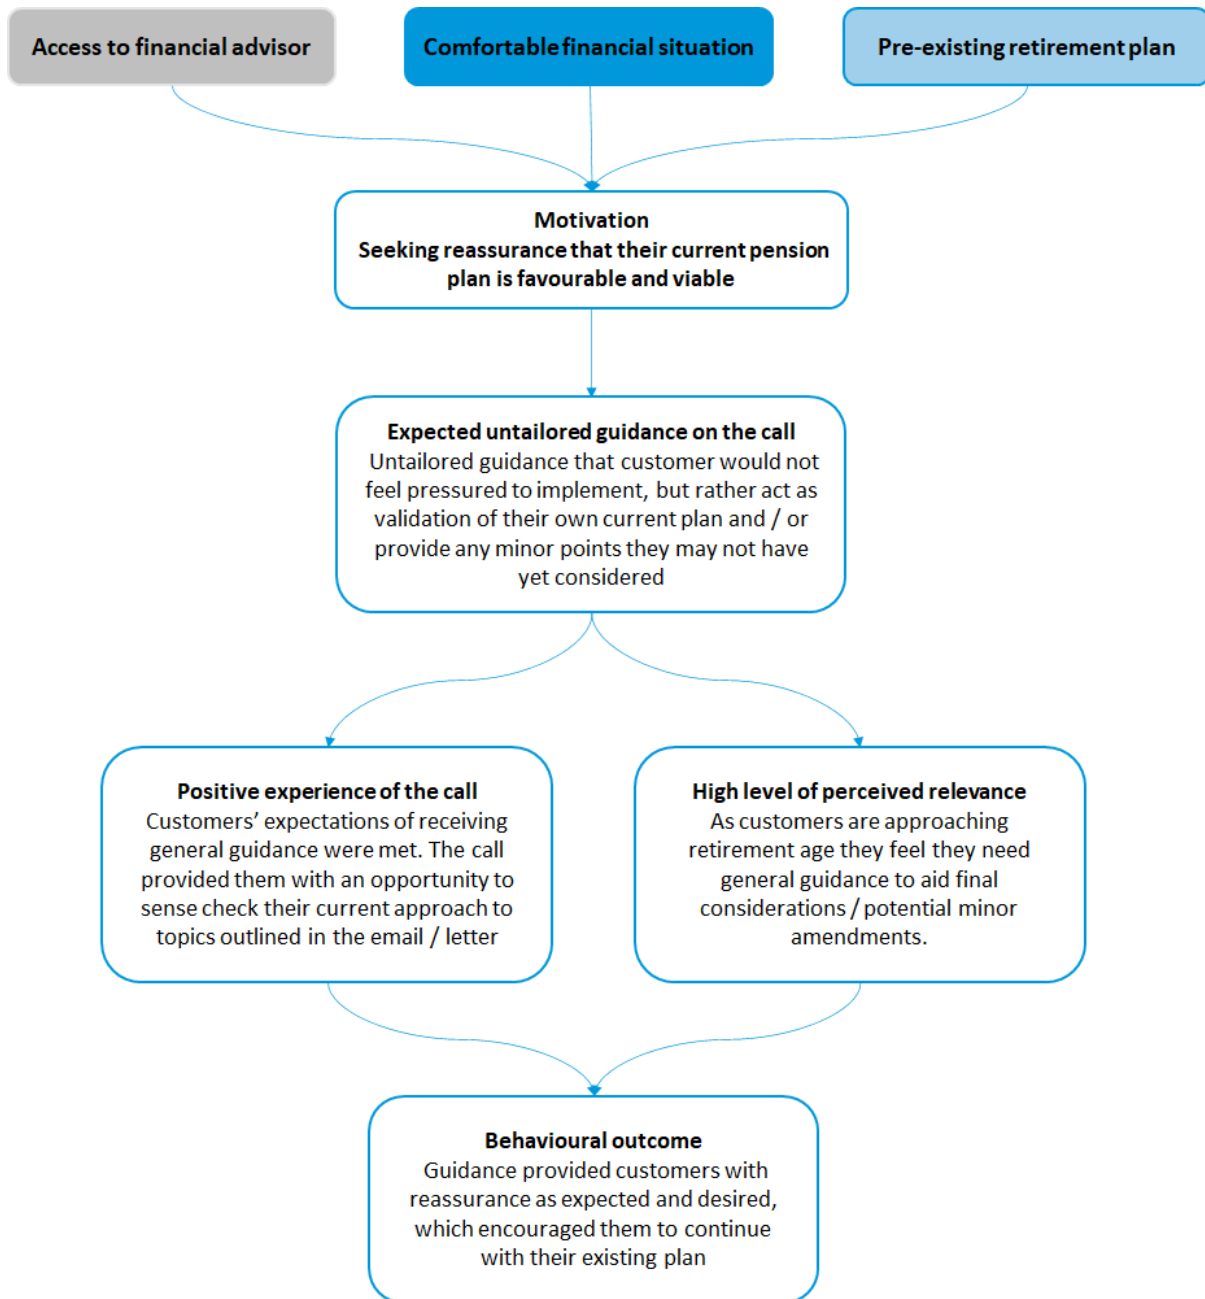 Access to financial advisor
Comfortable financial situation
Pre-existing retirement plan
Motivation
Seeking reassurance that their current pension
plan is favourable and viable
Expected untailored guidance on the call
Untailored guidance that customer would not
feel pressured to implement, but rather act as
validation of their own current plan and / or
provide any minor points they may not have
yet considered
Positive experience of the call
Customers’ expectations of receiving
general guidance were met. The call
provided them with an opportunity to
sense check their current approach to
topics outlined in the email / letter
High level of perceived relevance
As customers are approaching
retirement age they feel they need
general guidance to aid final
considerations / potential minor
amendments.
Behavioural outcome
Guidance provided customers with
reassurance as expected and desired,
which encouraged them to continue
with their existing plan